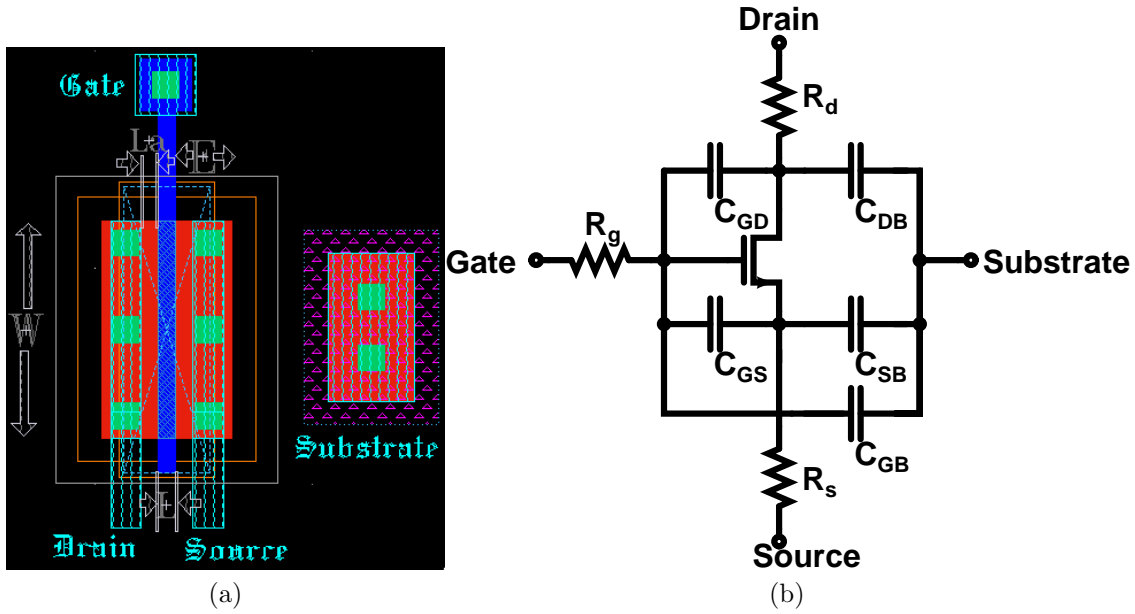 Gate
La
E
W
L
Substrate
Drain
Source
(a)
Drain
R_d
C_GD
C_DB
R_g
Gate
Substrate
C_GS
C_SB
C_GB
R_s
Source
(b)